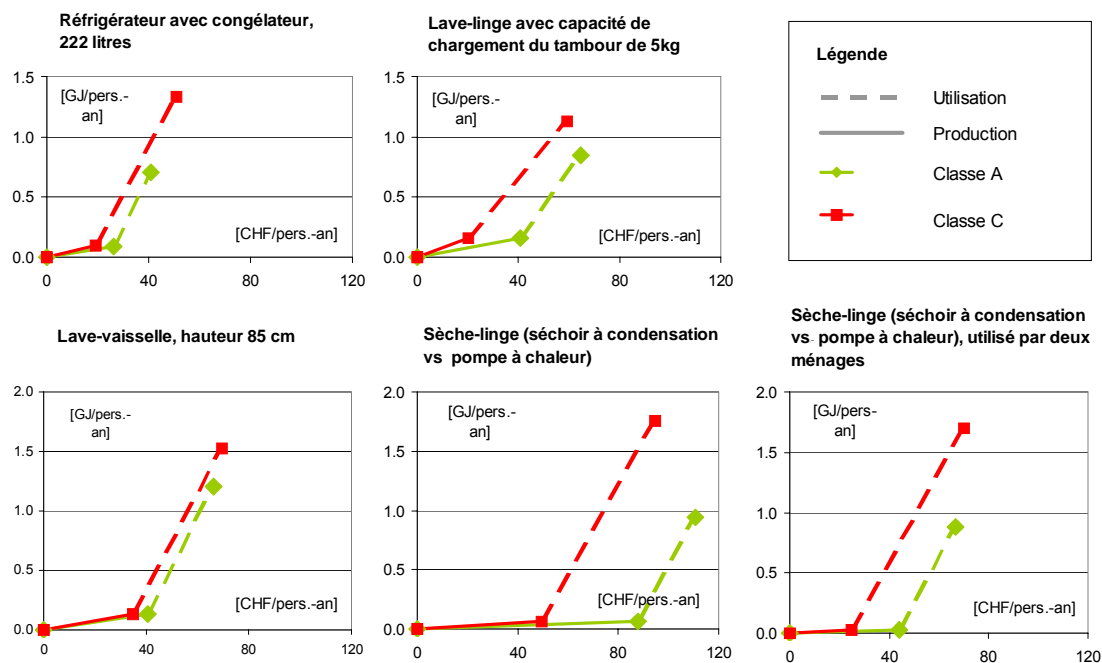 Réfrigérateur avec congélateur,
222 litres
1.5
[GJ/pers.-
an]
1.0
0.5
[CHF/pers.-an]
0.0
0
40
80
120
Lave-linge avec capacité de
chargement du tambour de 5kg
1.5
[GJ/pers.-
an]
1.0
0.5
[CHF/pers.-an]
0.0
0
40
80
120
Légende
Utilisation
Production
Classe A
Classe C
Lave-vaisselle, hauteur 85 cm
2.0
[GJ/pers.-
an]
1.5
1.0
0.5
[CHF/pers.-an]
0.0
0
40
80
120
Sèche-linge (séchoir à condensation
vs pompe à chaleur)
2.0
[GJ/pers.-
an]
1.5
1.0
0.5
[CHF/pers.-an]
0.0
0
40
80
120
Sèche-linge (séchoir à condensation
vs. pompe à chaleur), utilisé par deux
ménages
2.0
[GJ/pers-
an]
1.5
1.0
0.5
[CHF/pers.-an]
0.0
0
40
80
120